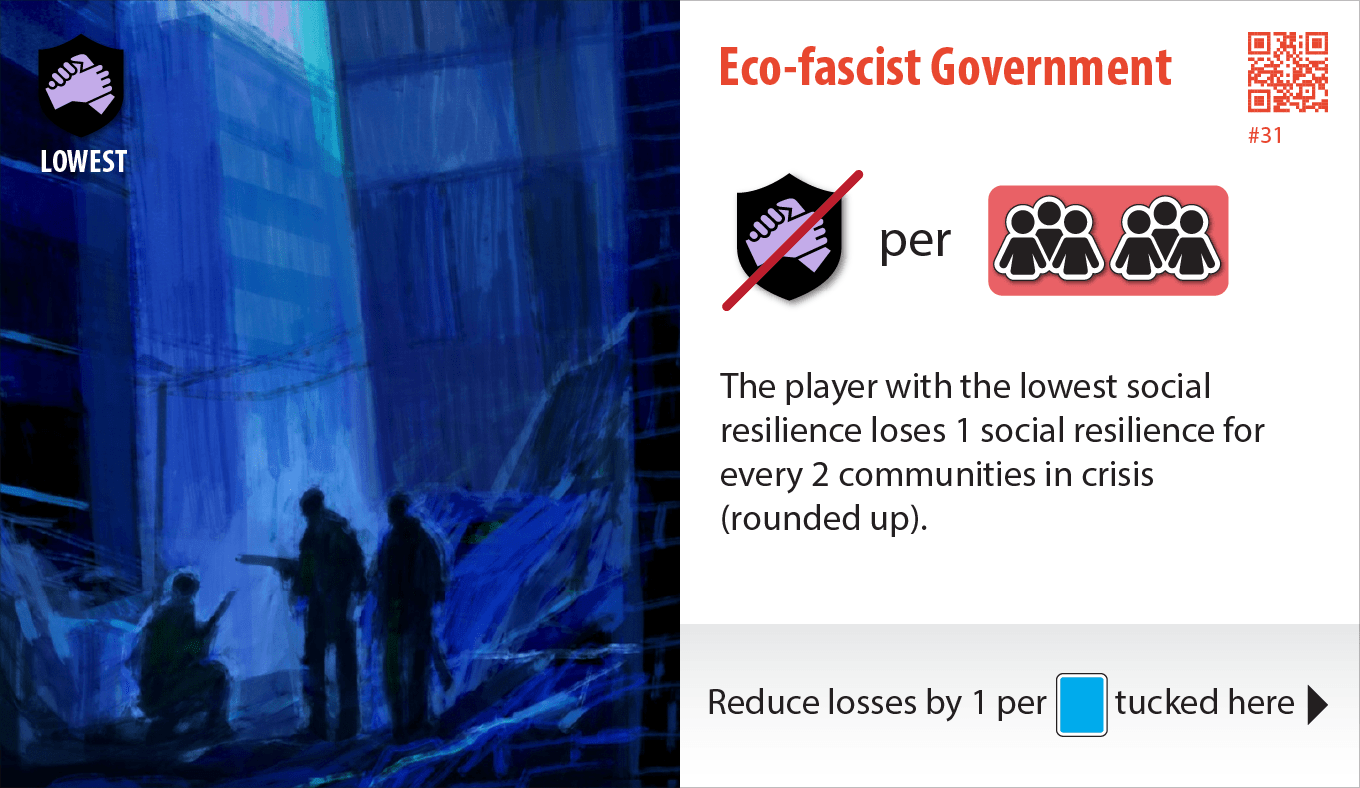 LOWEST
Eco-fascist Government
#31
per
The player with the lowest social
resilience loses 1 social resilience for
every 2 communities in crisis
(rounded up).
Reduce losses by 1 per tucked here